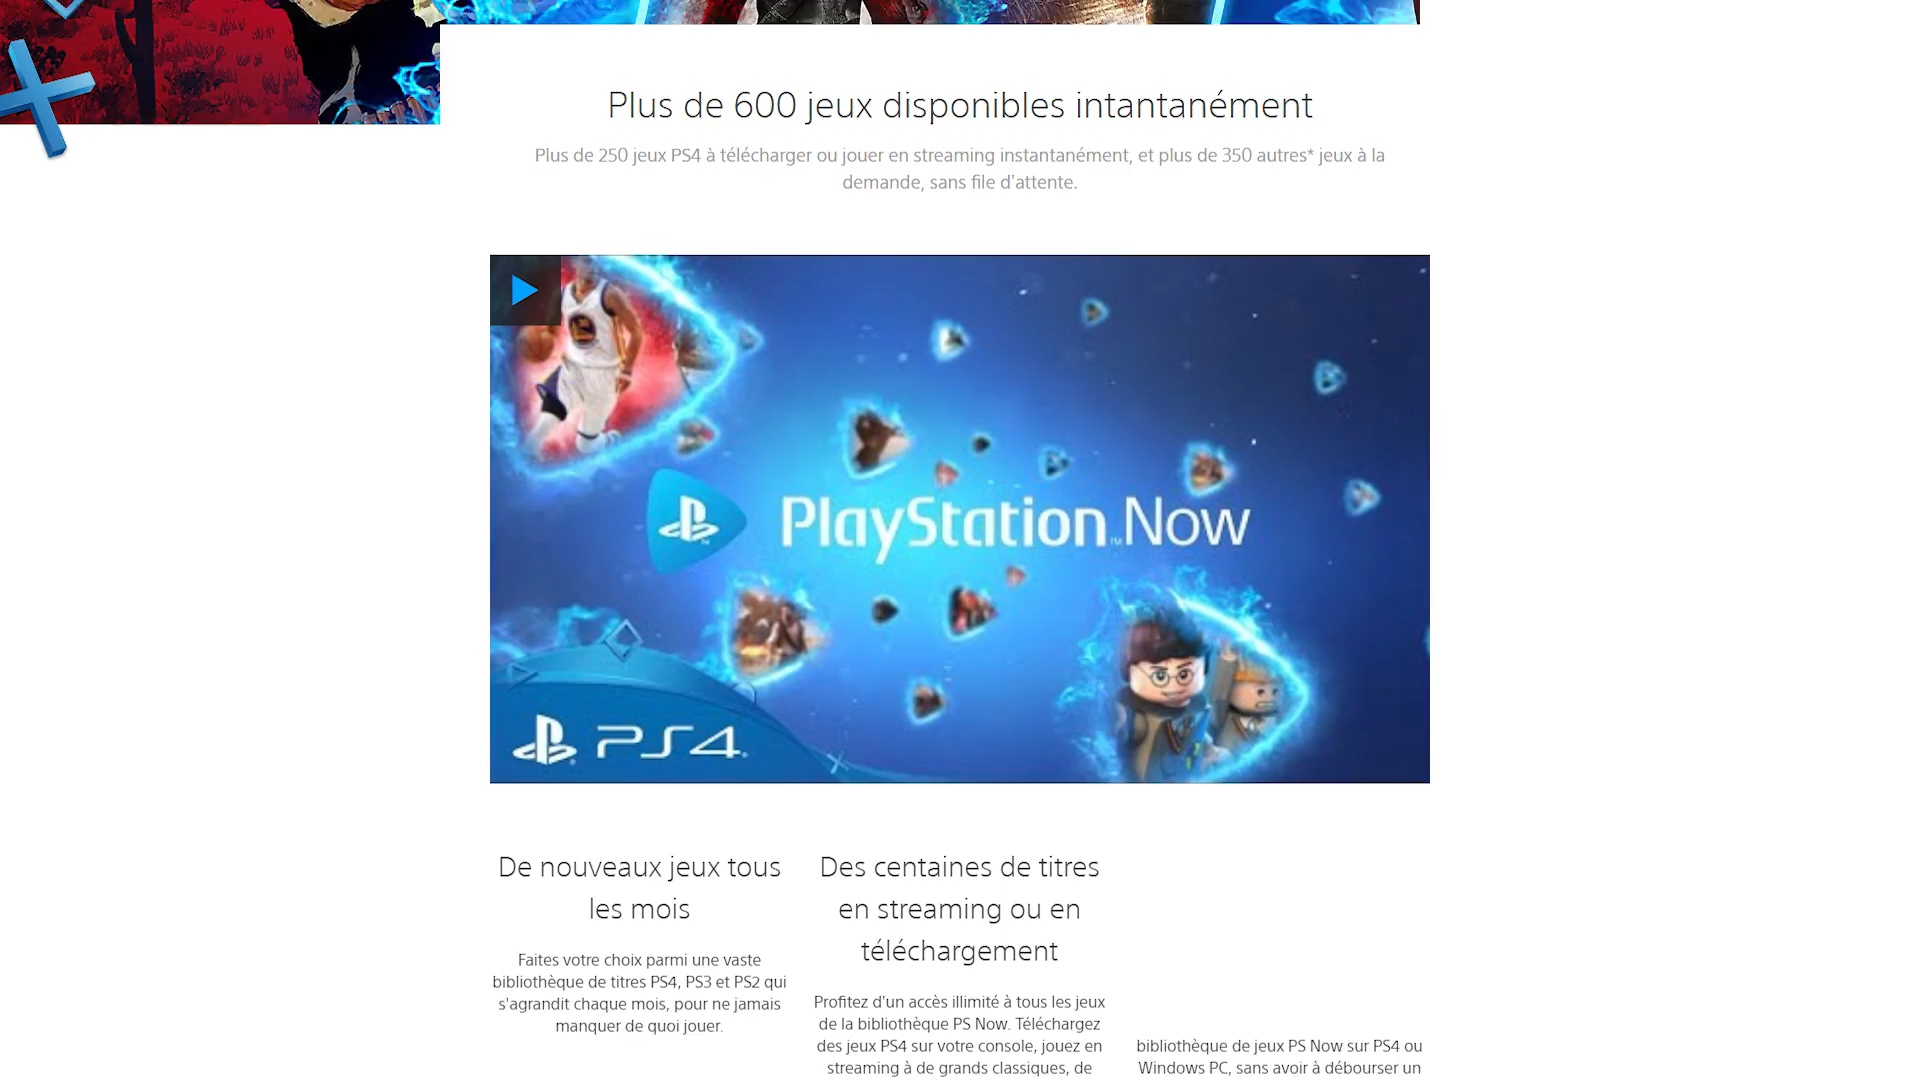 Plus de 600 jeux disponibles intantanément
Plus de 250 jeux PS4 à télécharger ou jouer en streaming instantanément, et plus de 350 autres* jeux à la
demande, sans file d'attente.
PlayStation™Now
PS4
De nouveaux jeux tous
les mois
Faites votre choix parmi une vaste
bibliothèque de titres PS4, PS3 et PS2 qui
s'agrandit chaque mois, pour ne jamais
manquer de quoi jouer.
Des centaines de titres
en streaming ou en
téléchargement
Profitez d'un accès illimité à tous les jeux
de la bibliothèque PS Now. Téléchargez
des jeux PS4 sur votre console, jouez en
streaming à de grands classiques, de
bibliothèque de jeux PS Now sur PS4 ou
Windows PC, sans avoir à débourser un